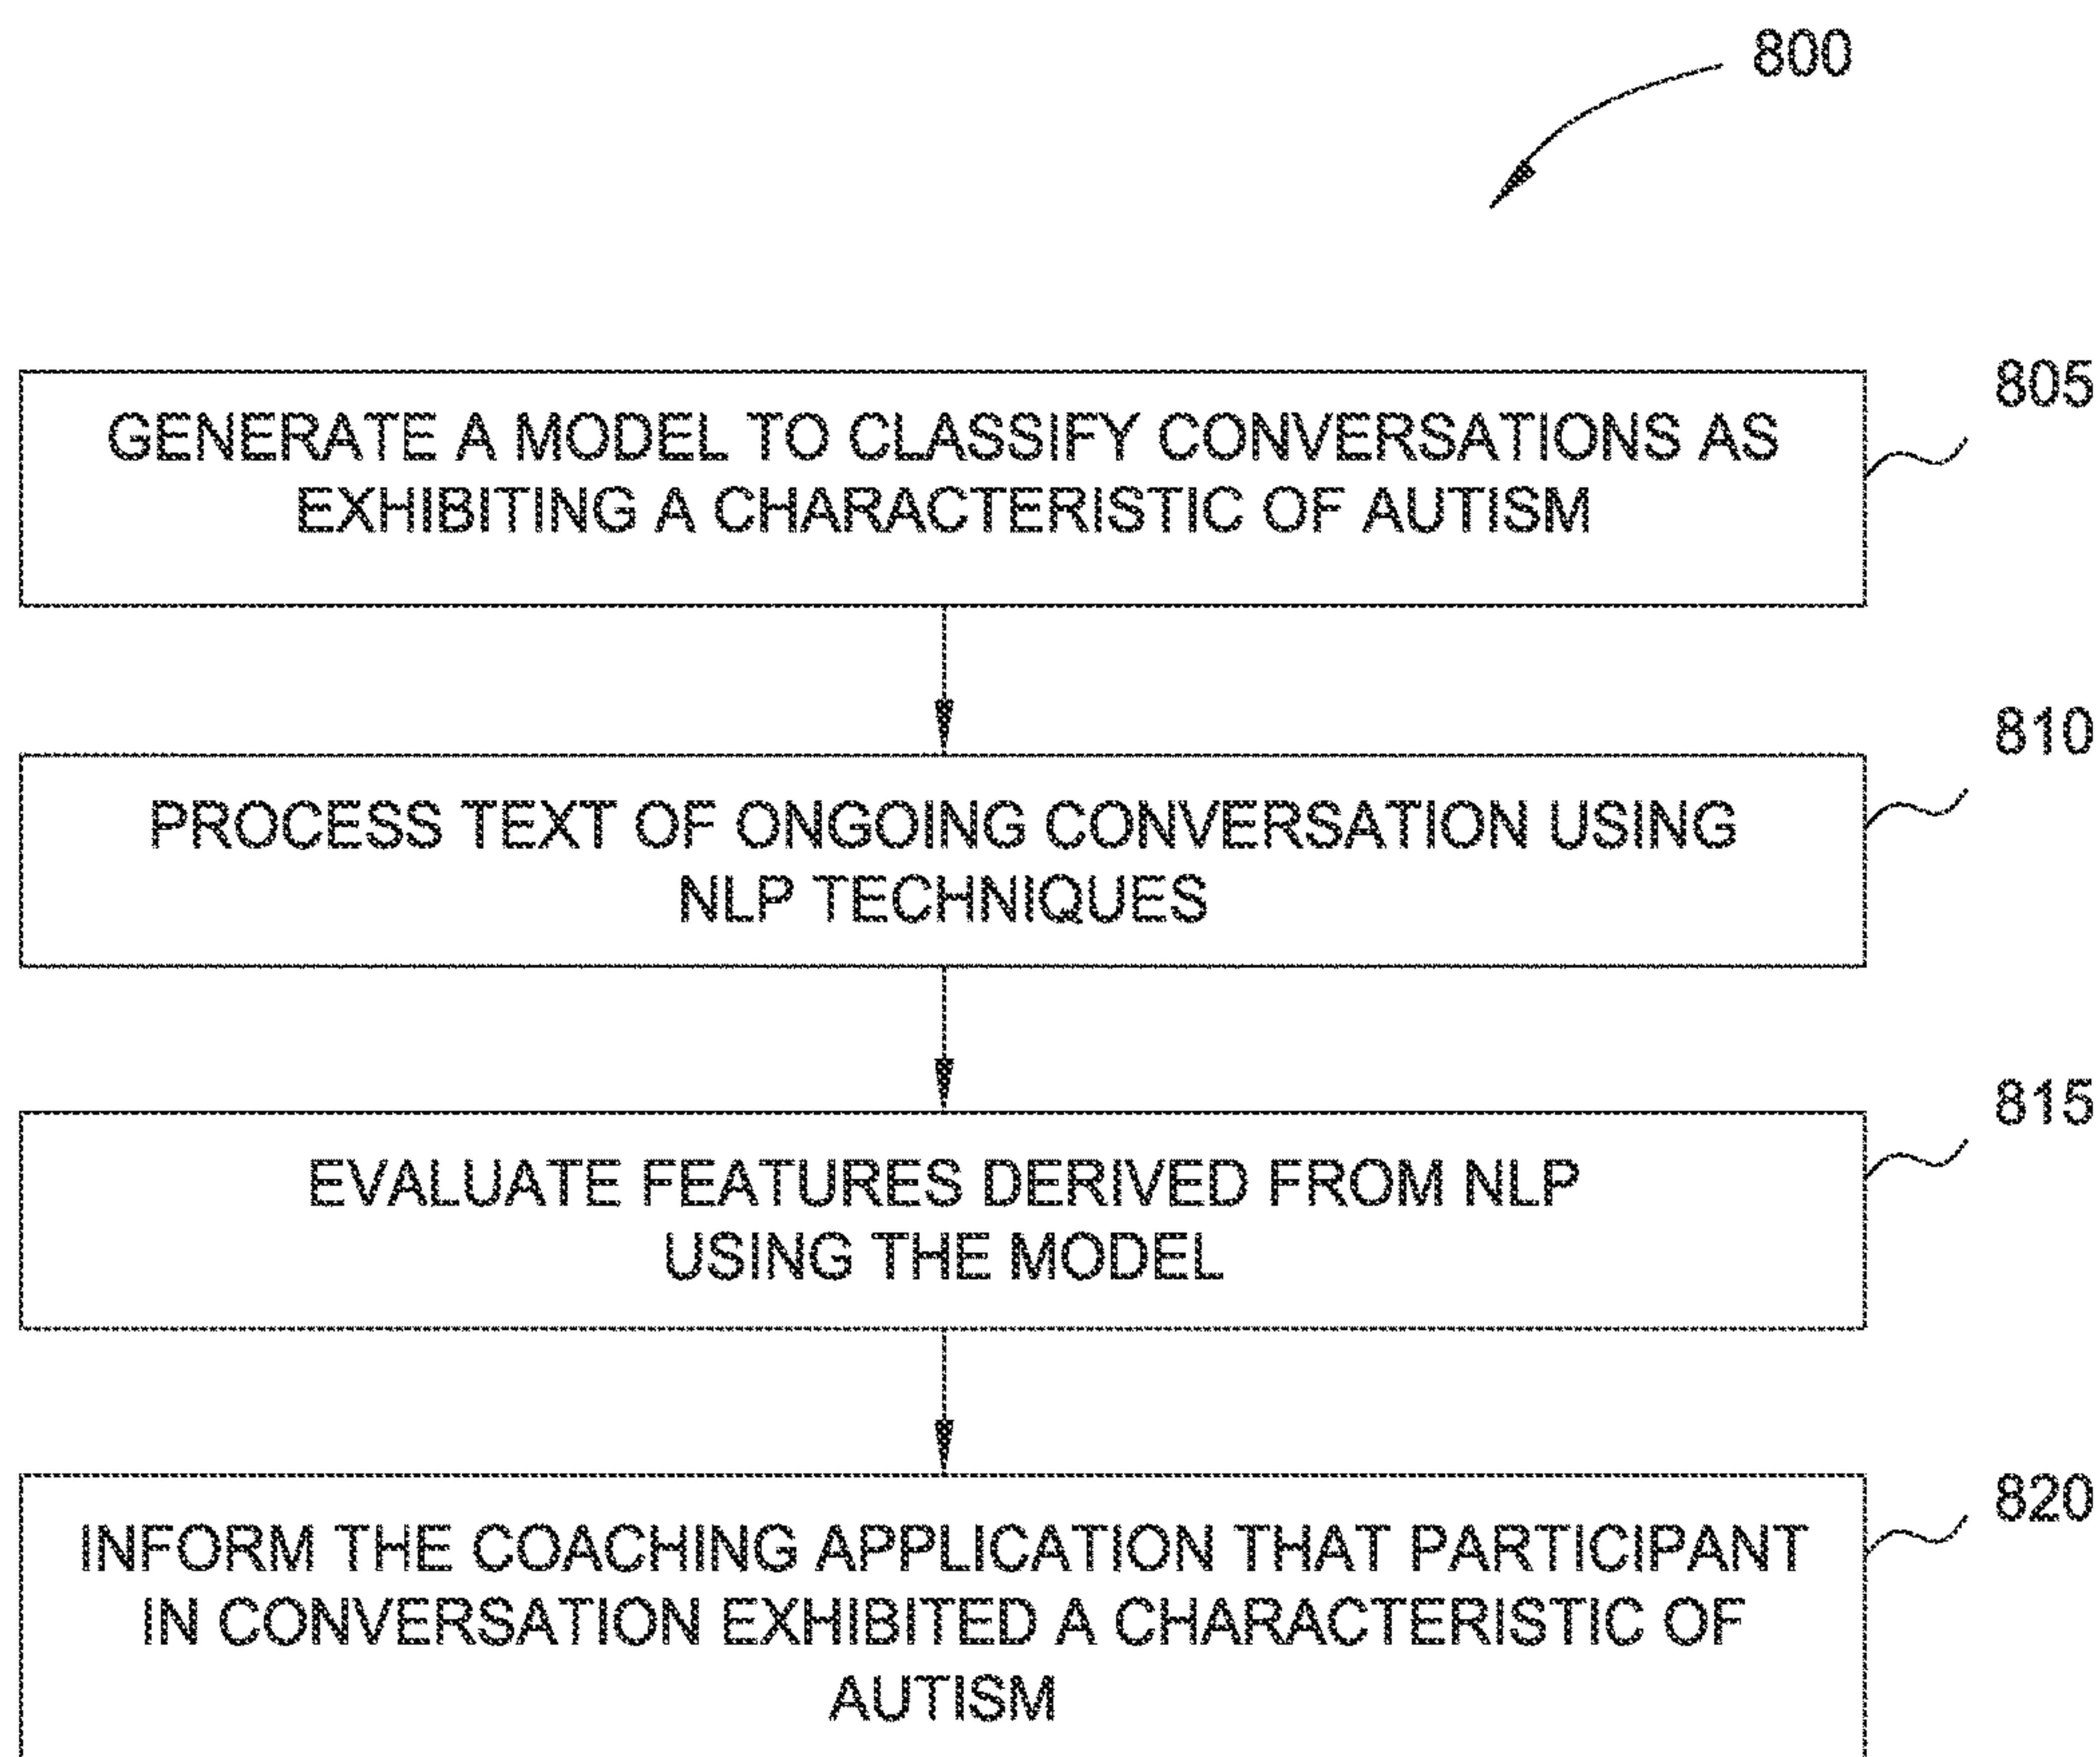 800
805
GENERATE A MODEL TO CLASSIFY CONVERSATIONS AS
EXHIBITING A CHARACTERISTIC OF AUTISM
810
PROCESS TEXT OF ONGOING CONVERSATION USING
NLP TECHNIQUES
815
EVALUATE FEATURES DERIVED FROM NLP
USING THE MODEL
820
INFORM THE COACHING APPLICATION THAT PARTICIPANT
IN CONVERSATION EXHIBITED A CHARACTERISTIC OF
AUTISM